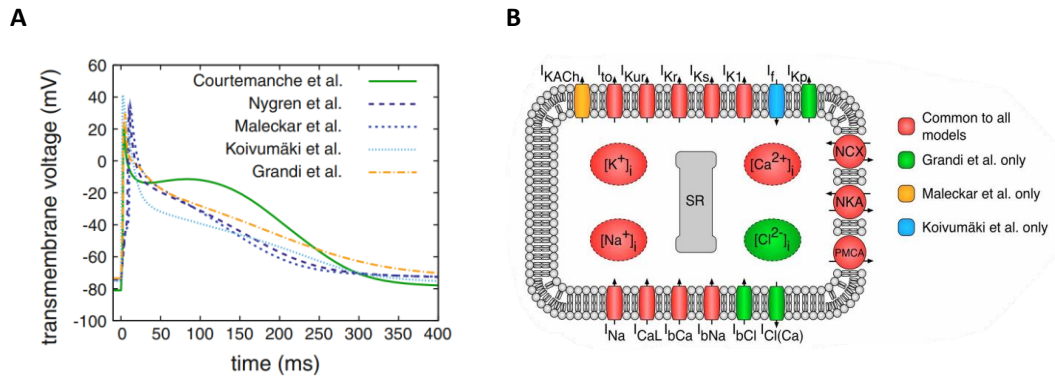 A
B
transmembrane voltage (mV)
60
40
20
0
-20
-40
-60
-80
-100
0
50
100
150
200
250
300
350
400
time (ms)
Courtemanche et al.
Nygren et al.
Maleckar et al.
Koivumäki et al.
Grandi et al.
IKACh Ito IKur IKr IKs IK1 If IKp
[K+]i
[Ca2+]i
SR
[Na+]i
[Cl2-]i
NCX
NKA
PMCA
INa ICaL IbCa IbNa IbCl ICl(Ca)
Common to all
models
Grandi et al. only
Maleckar et al. only
Koivumäki et al. only